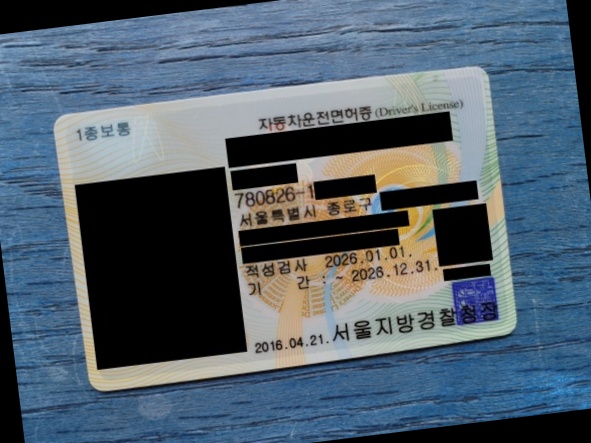 1종보통
자동차운전면허증 (Driver's License)
780826-1
서울특별시 종로구
적성검사 2026.01.01.
기 간 : ~ 2026.12.31.
2016.04.21. 서울지방경찰청장